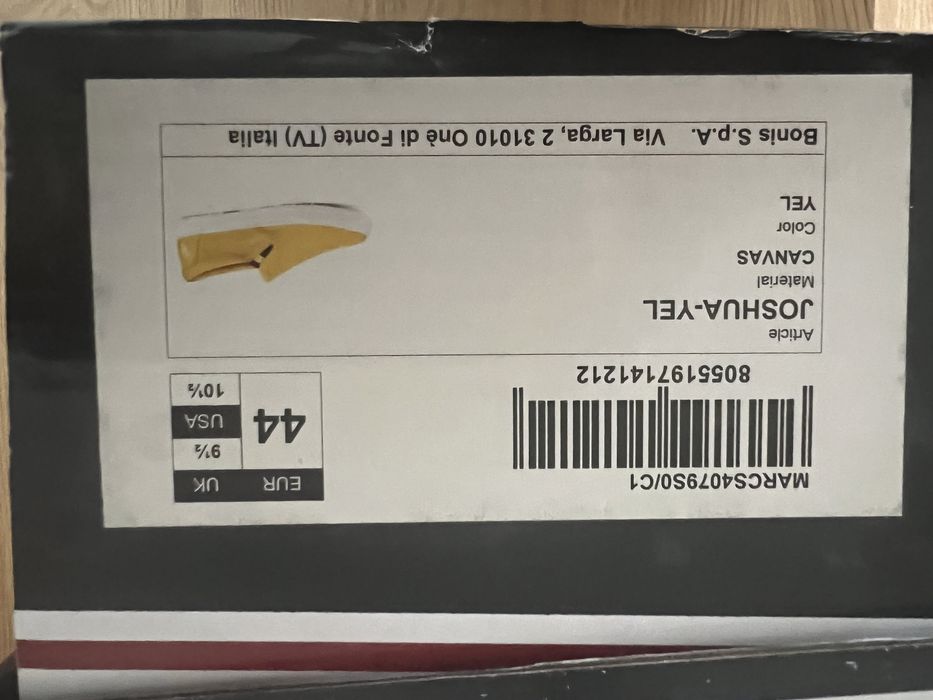 MARCS4079S0/C1
8055197141212
EUR
UK
44
9½
USA
10½
Article
JOSHUA-YEL
Material
CANVAS
Color
YEL
Bonis S.p.A. Via Larga, 2 31010 Onè di Fonte (TV) Italia